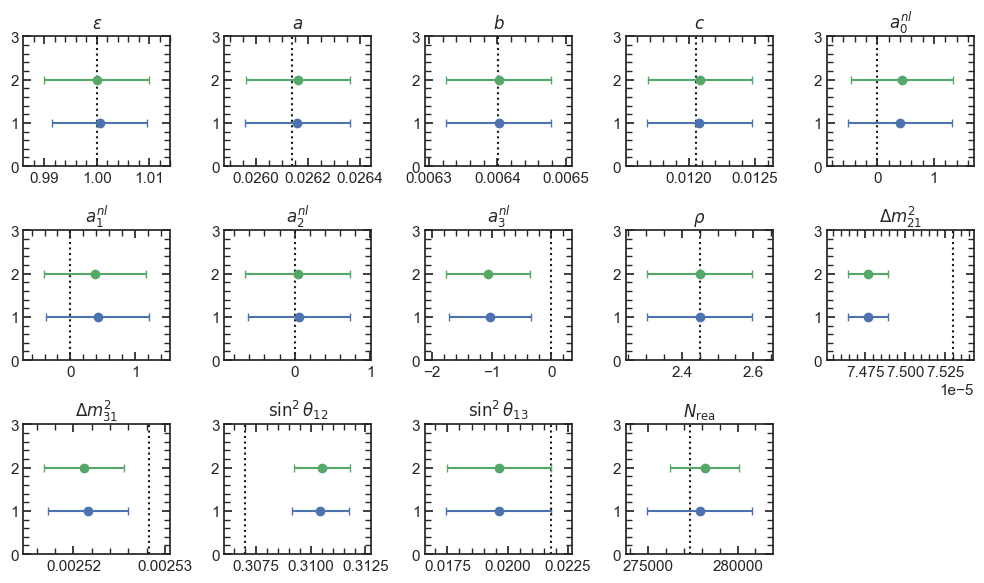 ε a b c a_0^{nl}
3 3 3 3 3
2 2 2 2 2
1 1 1 1 1
0 0 0 0 0
0.99 1.00 1.01 0.0260 0.0262 0.0264 0.0063 0.0064 0.0065 0.0120 0.0125 0 1
a_1^{nl} a_2^{nl} a_3^{nl} ρ Δm_{21}^2
3 3 3 3 3
2 2 2 2 2
1 1 1 1 1
0 0 0 0 0
0 1 0 1 −2 −1 0 2.4 2.6 7.475 7.500 7.525
1e−5
Δm_{31}^2 sin² θ_{12} sin² θ_{13} N_{rea}
3 3 3 3
2 2 2 2
1 1 1 1
0 0 0 0
0.00252 0.00253 0.3075 0.3100 0.3125 0.0175 0.0200 0.0225 275000 280000